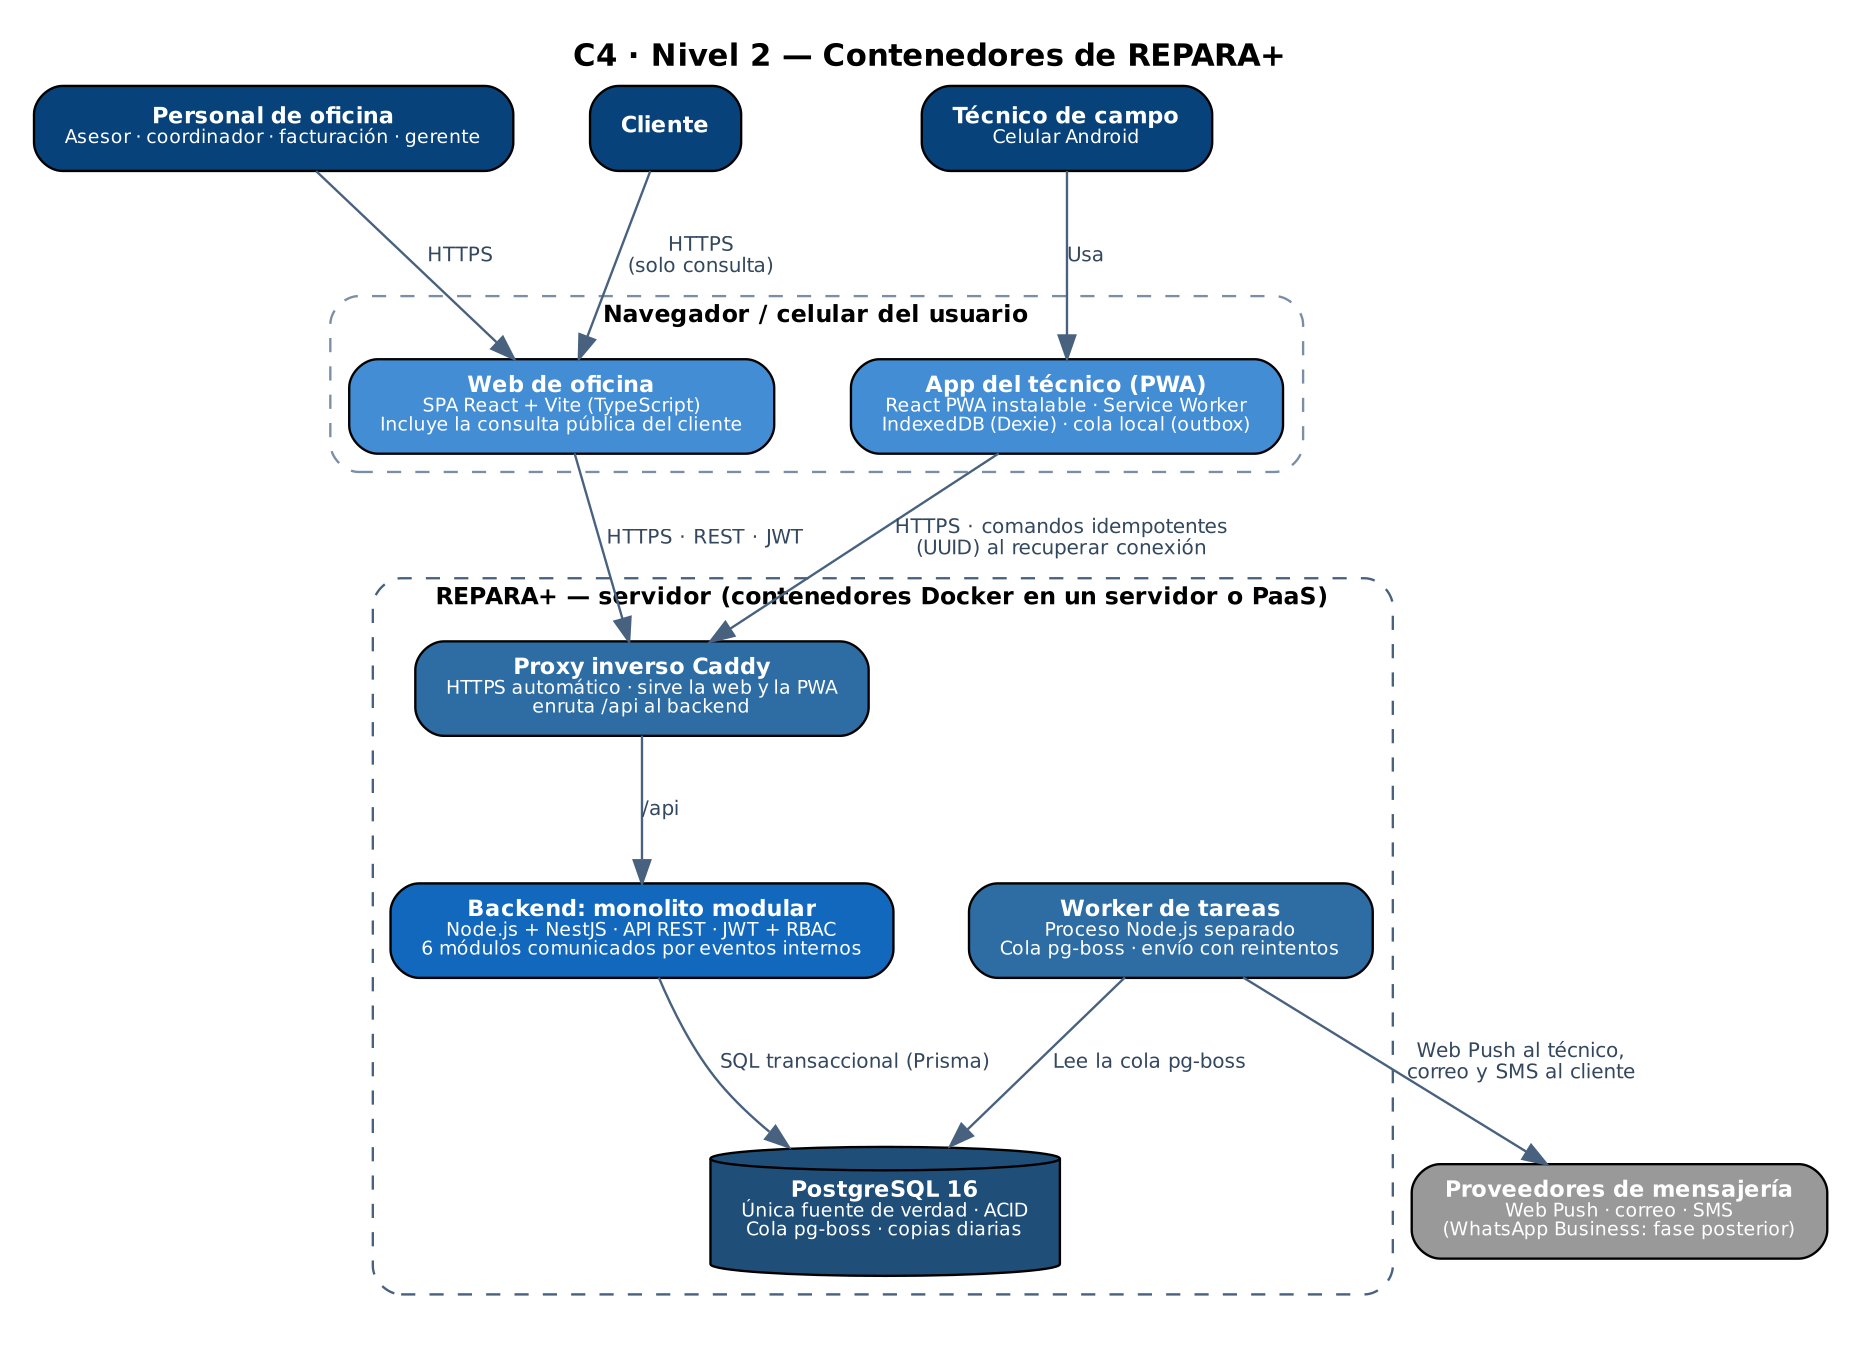 C4 · Nivel 2 — Contenedores de REPARA+
Personal de oficina
Asesor · coordinador · facturación · gerente
Cliente
Técnico de campo
Celular Android
HTTPS
HTTPS
(solo consulta)
Usa
Navegador / celular del usuario
Web de oficina
SPA React + Vite (TypeScript)
Incluye la consulta pública del cliente
App del técnico (PWA)
React PWA instalable · Service Worker
IndexedDB (Dexie) · cola local (outbox)
HTTPS · REST · JWT
HTTPS · comandos idempotentes
(UUID) al recuperar conexión
REPARA+ — servidor (contenedores Docker en un servidor o PaaS)
Proxy inverso Caddy
HTTPS automático · sirve la web y la PWA
enruta /api al backend
/api
Backend: monolito modular
Node.js + NestJS · API REST · JWT + RBAC
6 módulos comunicados por eventos internos
Worker de tareas
Proceso Node.js separado
Cola pg-boss · envío con reintentos
SQL transaccional (Prisma)
Lee la cola pg-boss
Web Push al técnico,
correo y SMS al cliente
PostgreSQL 16
Única fuente de verdad · ACID
Cola pg-boss · copias diarias
Proveedores de mensajería
Web Push · correo · SMS
(WhatsApp Business: fase posterior)